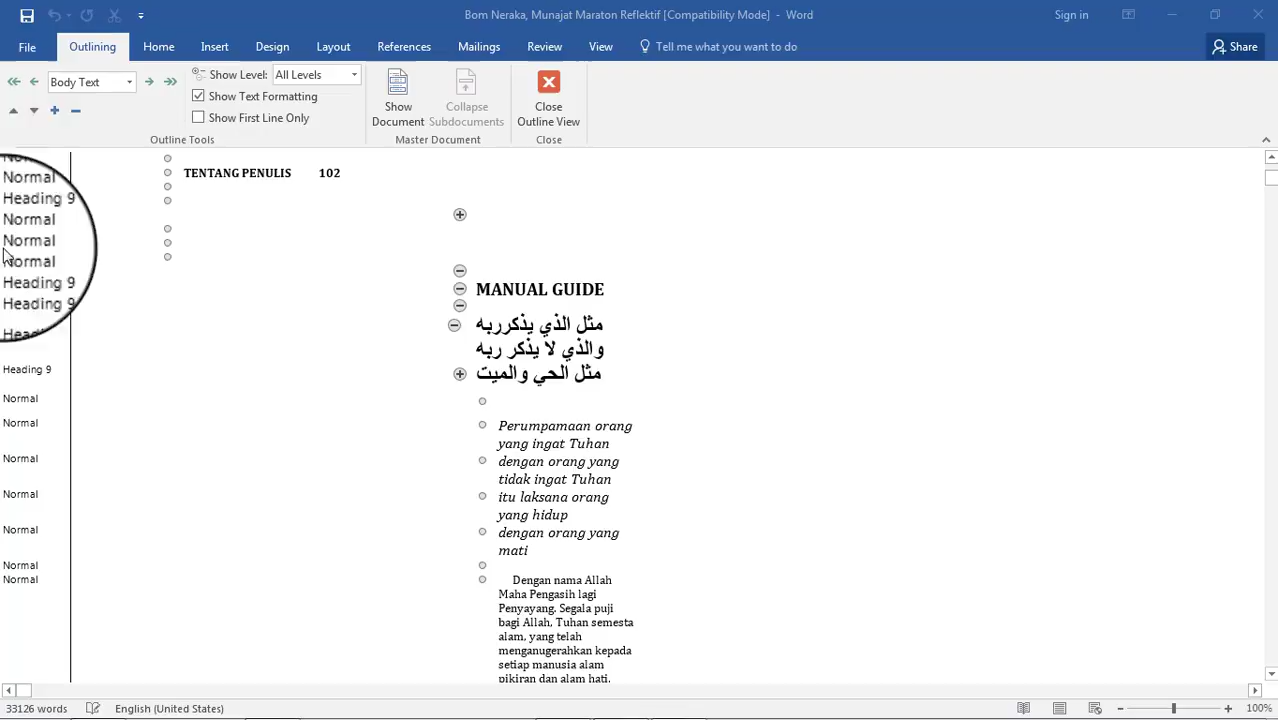 Bom Neraka, Munajat Maraton Reflektif [Compatibility Mode] - Word
Sign in
File
Outlining
Home
Insert
Design
Layout
References
Mailings
Review
View
Tell me what you want to do
Share
Body Text
Show Level:
All Levels
Show Text Formatting
Show First Line Only
Outline Tools
Show
Document
Collapse
Subdocuments
Master Document
Close
Outline View
Close
Normal
Heading 9
Normal
Normal
Normal
Heading 9
Heading 9
Heading 9
Normal
Normal
Normal
Normal
Normal
Normal
Normal
TENTANG PENULIS 102
MANUAL GUIDE
مثل الذي يذكرربه
والذي لا يذكر ربه
مثل الحي والميت
Perumpamaan orang
yang ingat Tuhan
dengan orang yang
tidak ingat Tuhan
itu laksana orang
yang hidup
dengan orang yang
mati
Dengan nama Allah
Maha Pengasih lagi
Penyayang. Segala puji
bagi Allah, Tuhan semesta
alam, yang telah
menganugerahkan kepada
setiap manusia alam
pikiran dan alam hati.
33126 words
English (United States)
100%